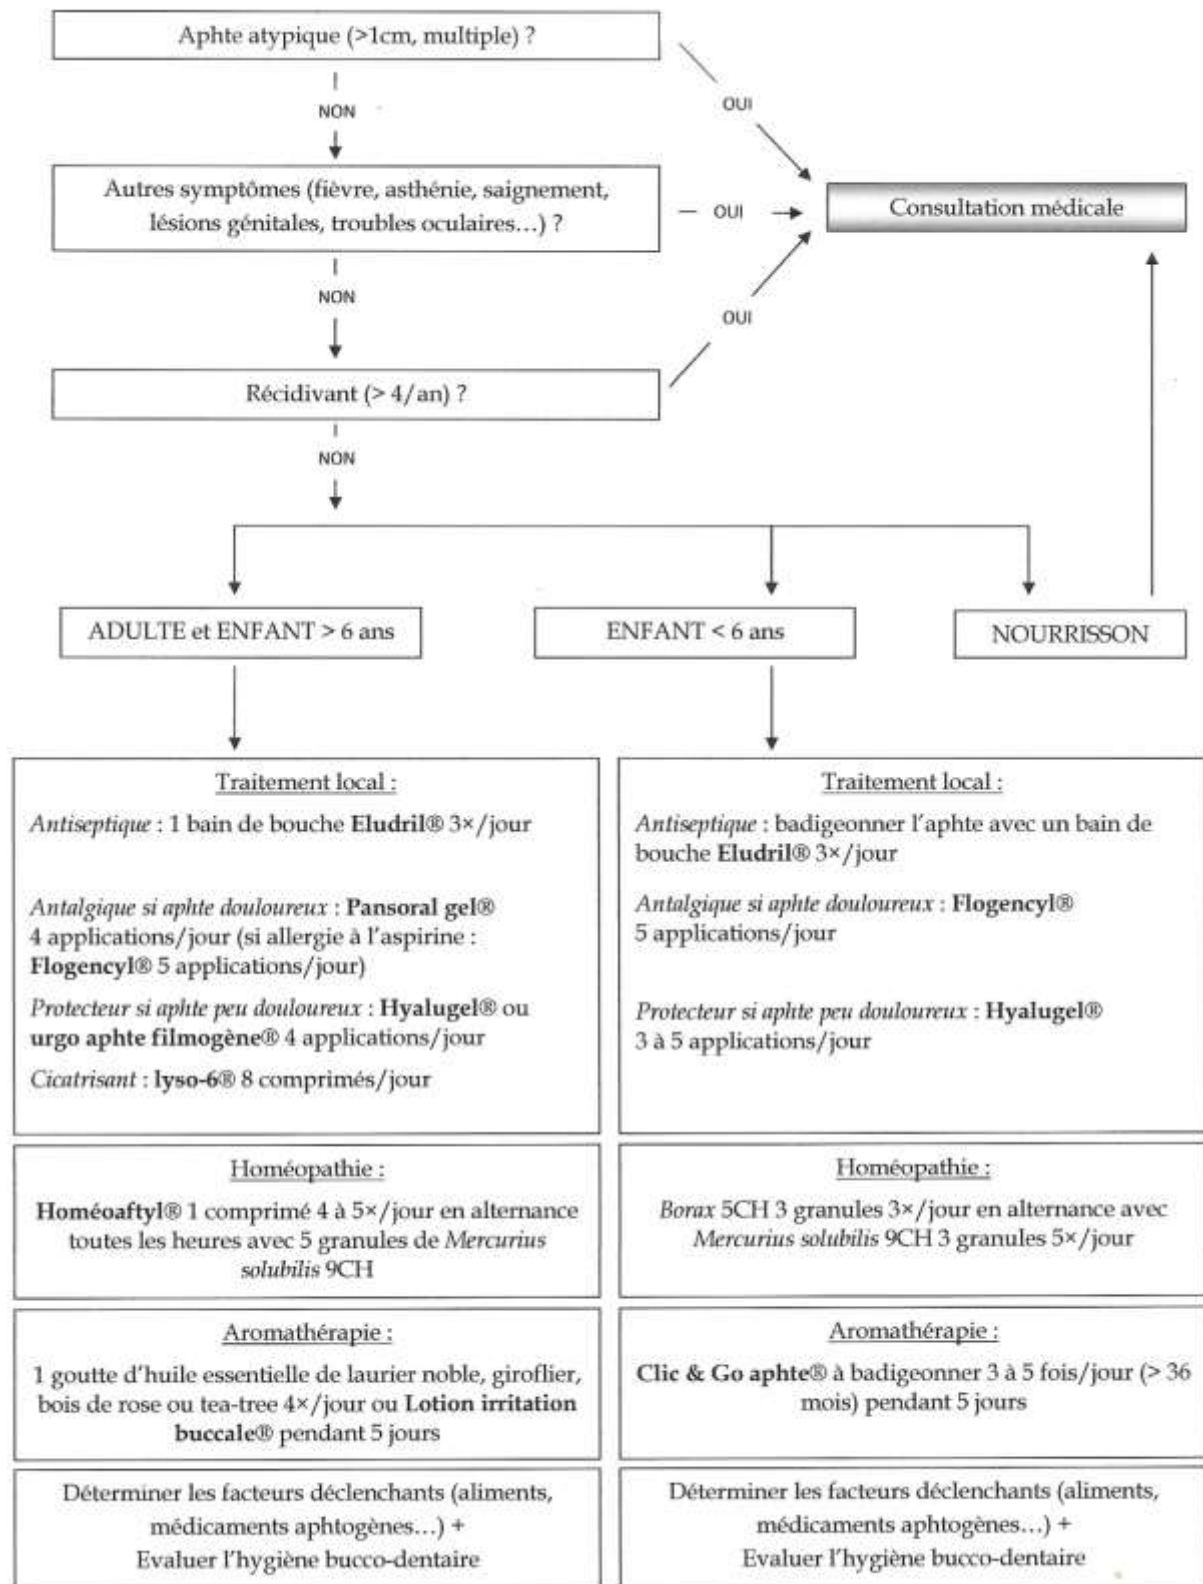 Aphte atypique (>1cm, multiple) ?
OUI
NON
Autres symptômes (fièvre, asthénie, saignement,
lésions génitales, troubles oculaires…) ?
OUI
Consultation médicale
NON
OUI
Récidivant (> 4/an) ?
NON
ADULTE et ENFANT > 6 ans
ENFANT < 6 ans
NOURRISSON
Traitement local :
Antiseptique : 1 bain de bouche Eludril® 3×/jour
Antalgique si aphte douloureux : Pansoral gel®
4 applications/jour (si allergie à l'aspirine :
Flogencyl® 5 applications/jour)
Protecteur si aphte peu douloureux : Hyalugel® ou
urgo aphte filmogène® 4 applications/jour
Cicatrisant : lyso-6® 8 comprimés/jour
Traitement local :
Antiseptique : badigeonner l'aphte avec un bain de
bouche Eludril® 3×/jour
Antalgique si aphte douloureux : Flogencyl®
5 applications/jour
Protecteur si aphte peu douloureux : Hyalugel®
3 à 5 applications/jour
Homéopathie :
Homéoaftyl® 1 comprimé 4 à 5×/jour en alternance
toutes les heures avec 5 granules de Mercurius
solubilis 9CH
Homéopathie :
Borax 5CH 3 granules 3×/jour en alternance avec
Mercurius solubilis 9CH 3 granules 5×/jour
Aromathérapie :
1 goutte d'huile essentielle de laurier noble, giroflier,
bois de rose ou tea-tree 4×/jour ou Lotion irritation
buccale® pendant 5 jours
Aromathérapie :
Clic & Go aphte® à badigeonner 3 à 5 fois/jour (> 36
mois) pendant 5 jours
Déterminer les facteurs déclenchants (aliments,
médicaments aphtogènes…) +
Evaluer l'hygiène bucco-dentaire
Déterminer les facteurs déclenchants (aliments,
médicaments aphtogènes…) +
Evaluer l'hygiène bucco-dentaire